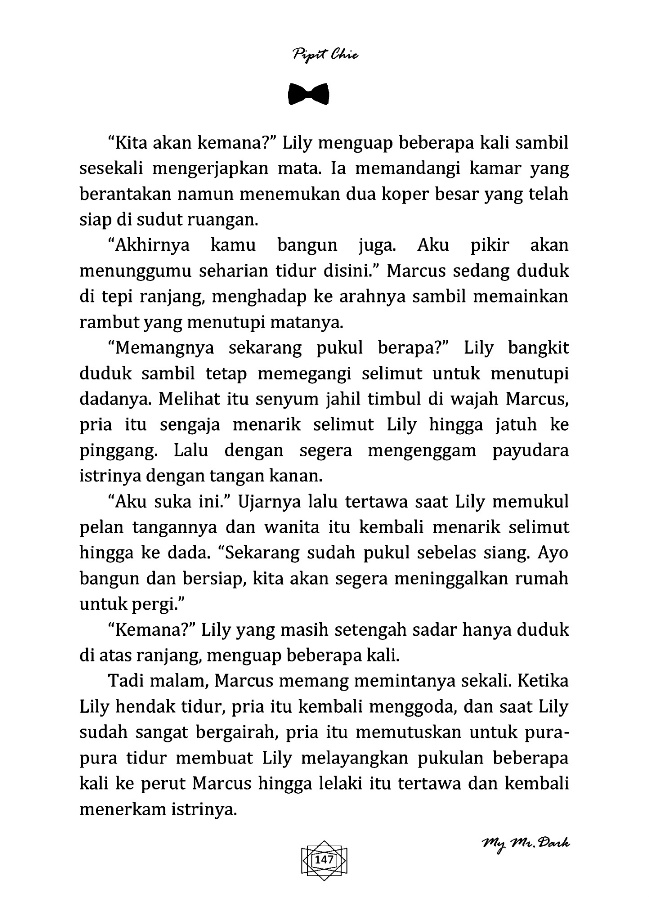 Pipit Chie
“Kita akan kemana?” Lily menguap beberapa kali sambil
sesekali mengerjapkan mata. Ia memandangi kamar yang
berantakan namun menemukan dua koper besar yang telah
siap di sudut ruangan.
“Akhirnya kamu bangun juga. Aku pikir akan
menunggumu seharian tidur disini.” Marcus sedang duduk
di tepi ranjang, menghadap ke arahnya sambil memainkan
rambut yang menutupi matanya.
“Memangnya sekarang pukul berapa?” Lily bangkit
duduk sambil tetap memegangi selimut untuk menutupi
dadanya. Melihat itu senyum jahil timbul di wajah Marcus,
pria itu sengaja menarik selimut Lily hingga jatuh ke
pinggang. Lalu dengan segera mengenggam payudara
istrinya dengan tangan kanan.
“Aku suka ini.” Ujarnya lalu tertawa saat Lily memukul
pelan tangannya dan wanita itu kembali menarik selimut
hingga ke dada. “Sekarang sudah pukul sebelas siang. Ayo
bangun dan bersiap, kita akan segera meninggalkan rumah
untuk pergi.”
“Kemana?” Lily yang masih setengah sadar hanya duduk
di atas ranjang, menguap beberapa kali.
Tadi malam, Marcus memang memintanya sekali. Ketika
Lily hendak tidur, pria itu kembali menggoda, dan saat Lily
sudah sangat bergairah, pria itu memutuskan untuk pura-
pura tidur membuat Lily melayangkan pukulan beberapa
kali ke perut Marcus hingga lelaki itu tertawa dan kembali
menerkam istrinya.
My Mr. Dark
147